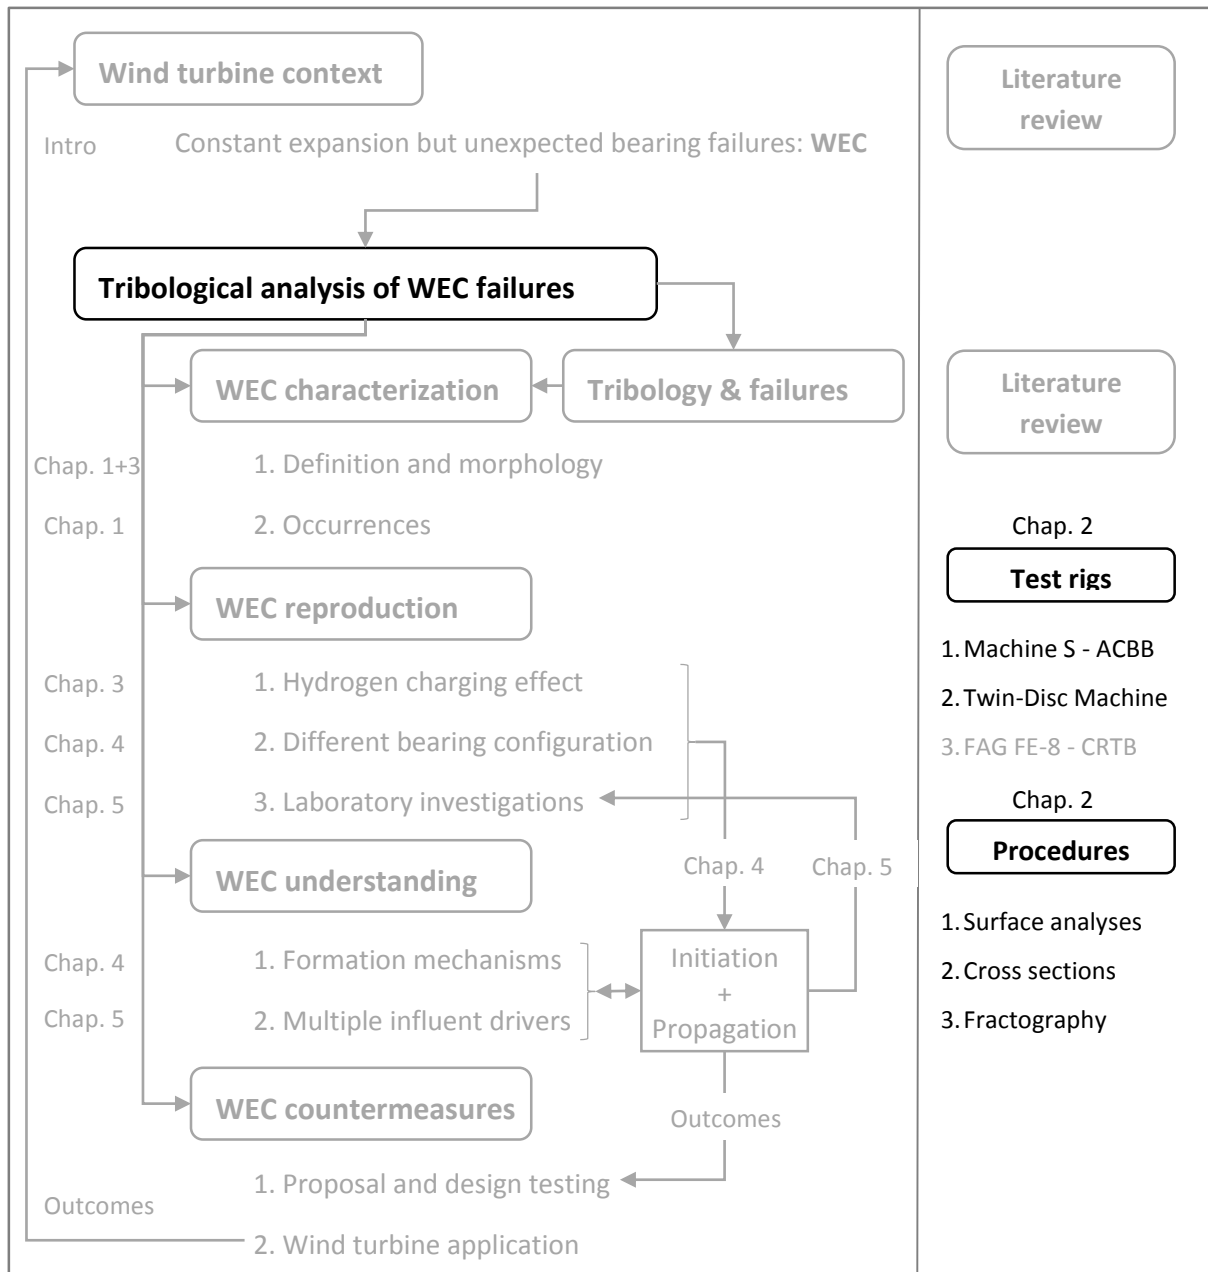 Wind turbine context
Intro
Constant expansion but unexpected bearing failures: WEC
Tribological analysis of WEC failures
WEC characterization
Tribology & failures
Chap. 1+3
1. Definition and morphology
Chap. 1
2. Occurrences
WEC reproduction
Chap. 3
1. Hydrogen charging effect
Chap. 4
2. Different bearing configuration
Chap. 5
3. Laboratory investigations
Chap. 4
Chap. 5
WEC understanding
Chap. 4
1. Formation mechanisms
Chap. 5
2. Multiple influent drivers
Initiation
+
Propagation
WEC countermeasures
Outcomes
1. Proposal and design testing
Outcomes
2. Wind turbine application
Literature
review
Literature
review
Chap. 2
Test rigs
1. Machine S - ACBB
2. Twin-Disc Machine
3. FAG FE-8 - CRTB
Chap. 2
Procedures
1. Surface analyses
2. Cross sections
3. Fractography